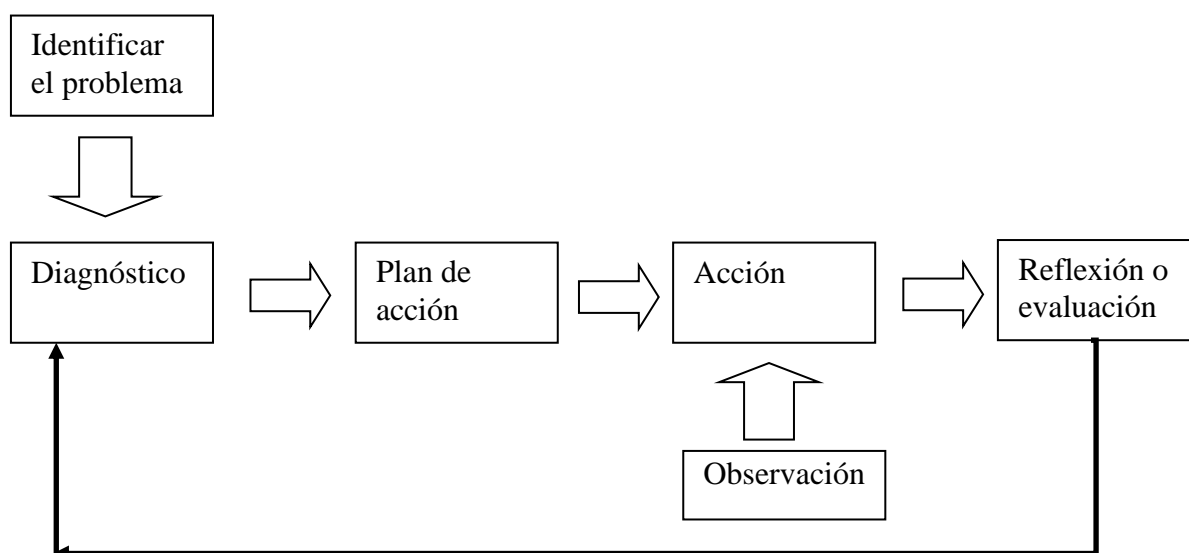 Identificar
el problema
Diagnóstico
Plan de
acción
Acción
Reflexión o
evaluación
Observación